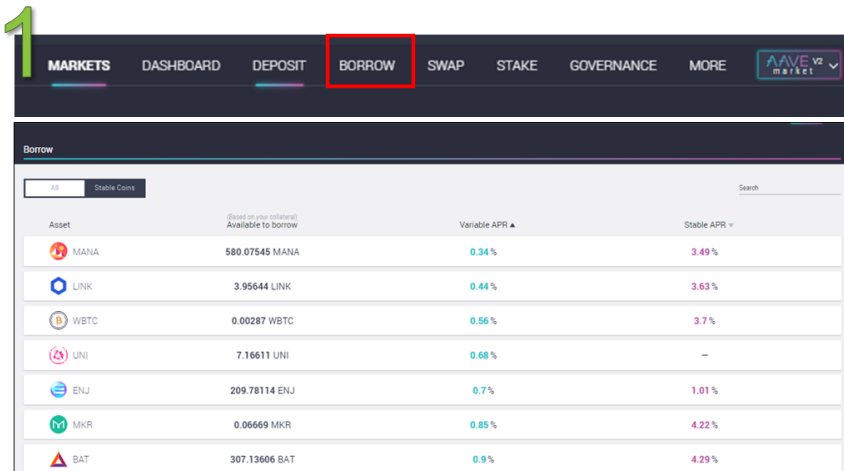 1
MARKETS DASHBOARD DEPOSIT BORROW SWAP STAKE GOVERNANCE MORE AAVE V2 market
Borrow
All Stable Coins Search
(Based on your collateral)
Asset Available to borrow Variable APR ▲ Stable APR ▼
MANA 580.07545 MANA 0.34 % 3.49 %
LINK 3.95644 LINK 0.44 % 3.63 %
WBTC 0.00287 WBTC 0.56 % 3.7 %
UNI 7.16611 UNI 0.68 % –
ENJ 209.78114 ENJ 0.7 % 1.01 %
MKR 0.06669 MKR 0.85 % 4.22 %
BAT 307.13606 BAT 0.9 % 4.29 %